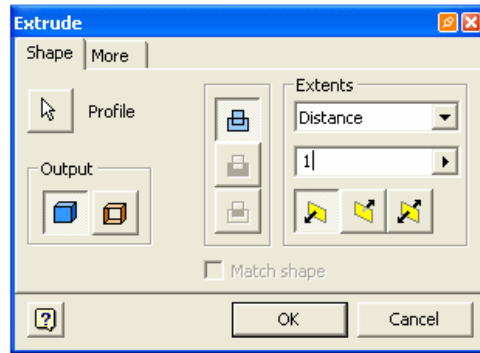 Extrude
Shape More
Profile
Extents
Distance
1
Output
Match shape
OK Cancel